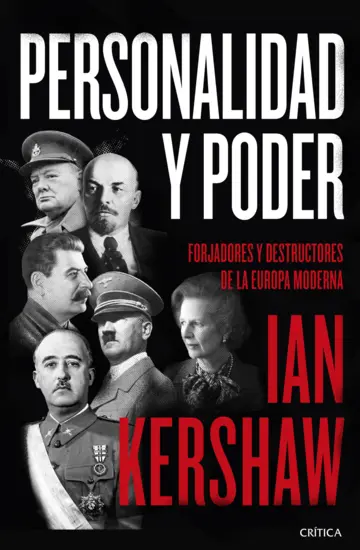 PERSONALIDAD
Y PODER
FORJADORES Y DESTRUCTORES
DE LA EUROPA MODERNA
IAN
KERSHAW
CRÍTICA